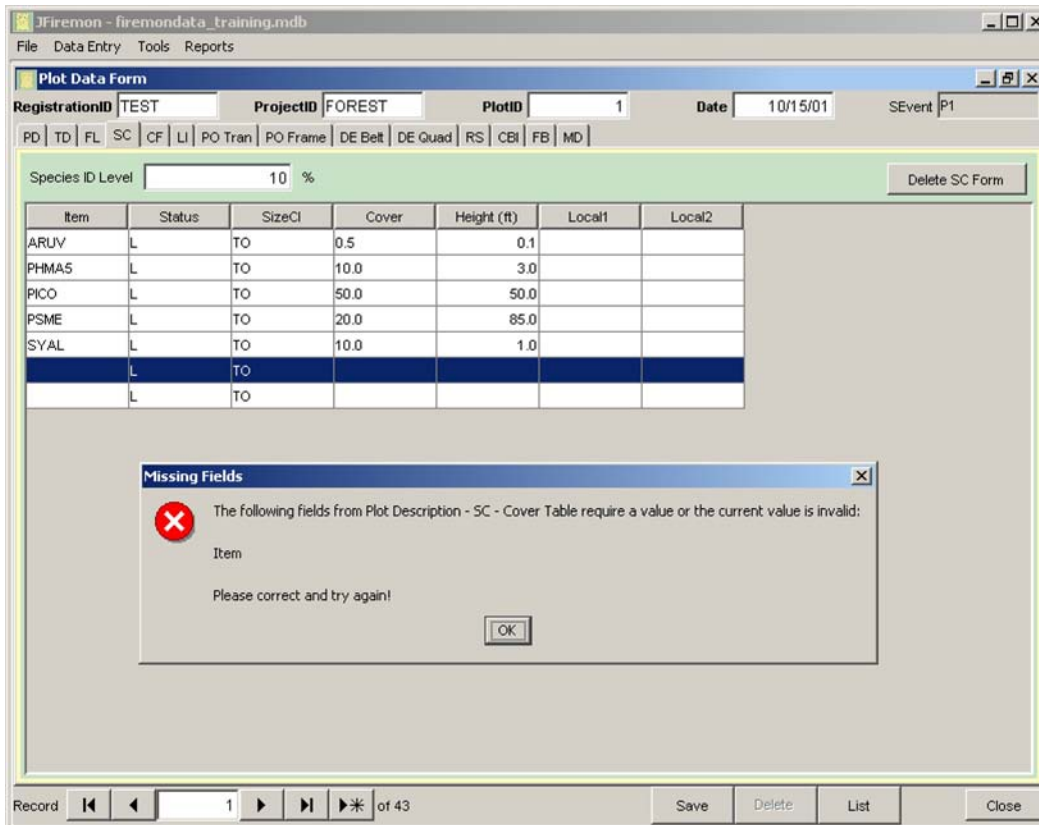 JFiremon - firemondata_training.mdb
File Data Entry Tools Reports
Plot Data Form
RegistrationID TEST ProjectID FOREST PlotID 1 Date 10/15/01 SEvent P1
PD TD FL SC CF LI PO Tran PO Frame DE Belt DE Quad RS CBI FB MD
Species ID Level 10 % Delete SC Form
Item Status SizeCl Cover Height (ft) Local1 Local2
ARUV L TO 0.5 0.1
PHMA5 L TO 10.0 3.0
PICO L TO 50.0 50.0
PSME L TO 20.0 85.0
SYAL L TO 10.0 1.0
L TO
L TO
Missing Fields
The following fields from Plot Description - SC - Cover Table require a value or the current value is invalid:
Item
Please correct and try again!
OK
Record 1 of 43 Save Delete List Close